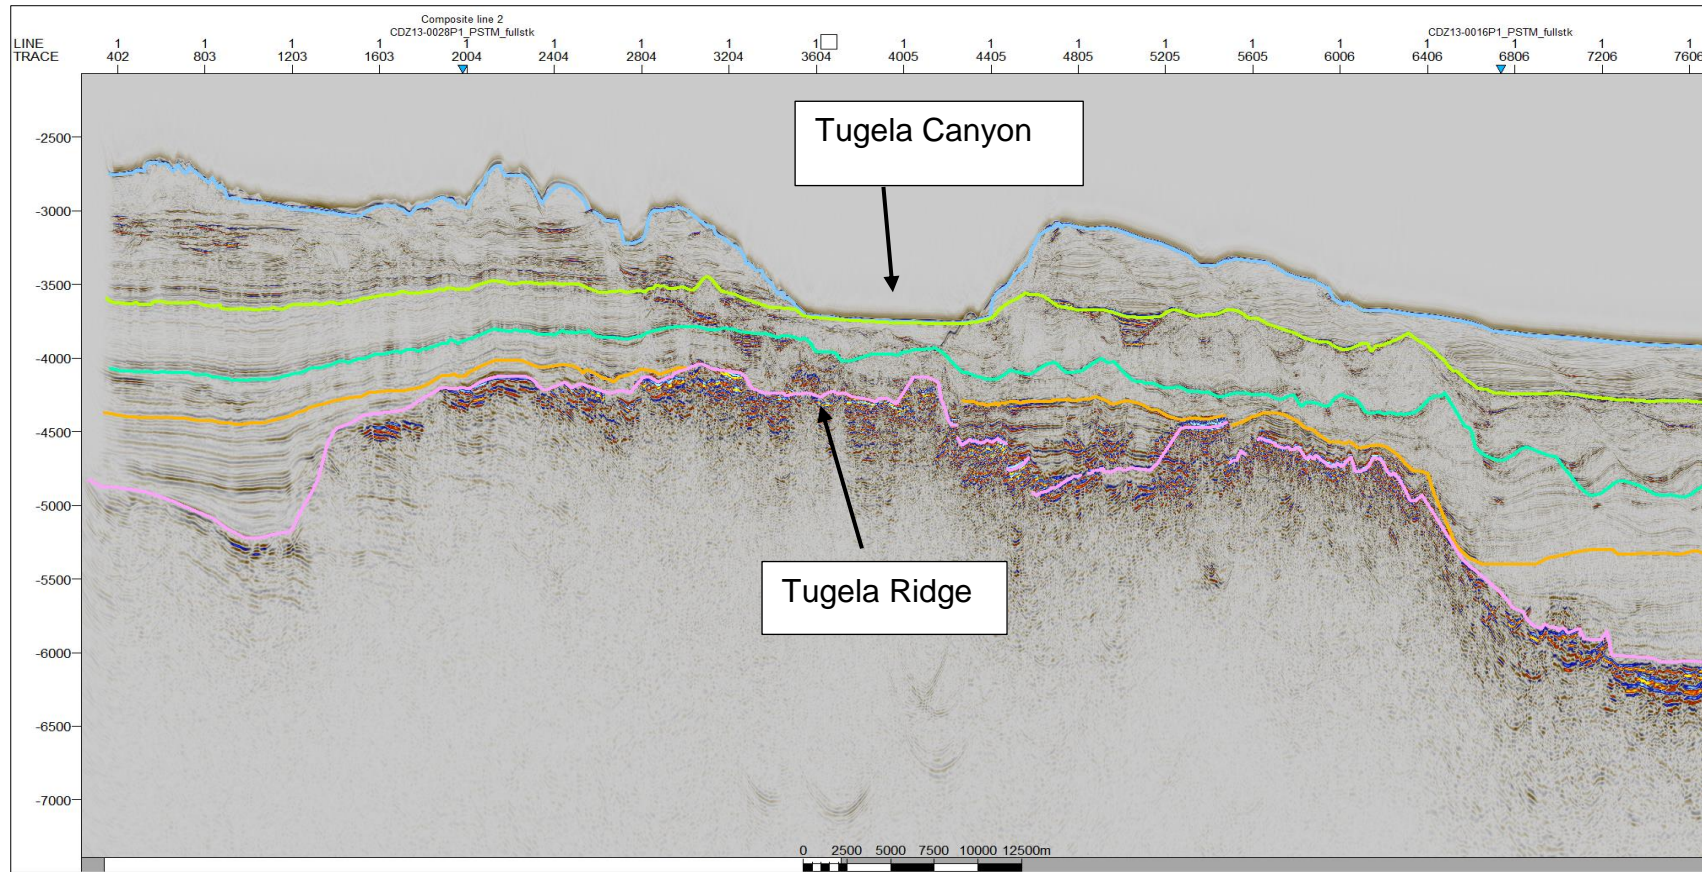 Composite line 2
CDZ13-0028P1_PSTM_fullstk
CDZ13-0016P1_PSTM_fullstk
LINE 1 1 1 1 1 1 1 1 1 1 1 1 1 1 1 1 1 1 1
TRACE 402 803 1203 1603 2004 2404 2804 3204 3604 4005 4405 4805 5205 5605 6006 6406 6806 7206 7606
-2500
Tugela Canyon
-3000
-3500
-4000
-4500
-5000
-5500
Tugela Ridge
-6000
-6500
-7000
0 2500 5000 7500 10000 12500m